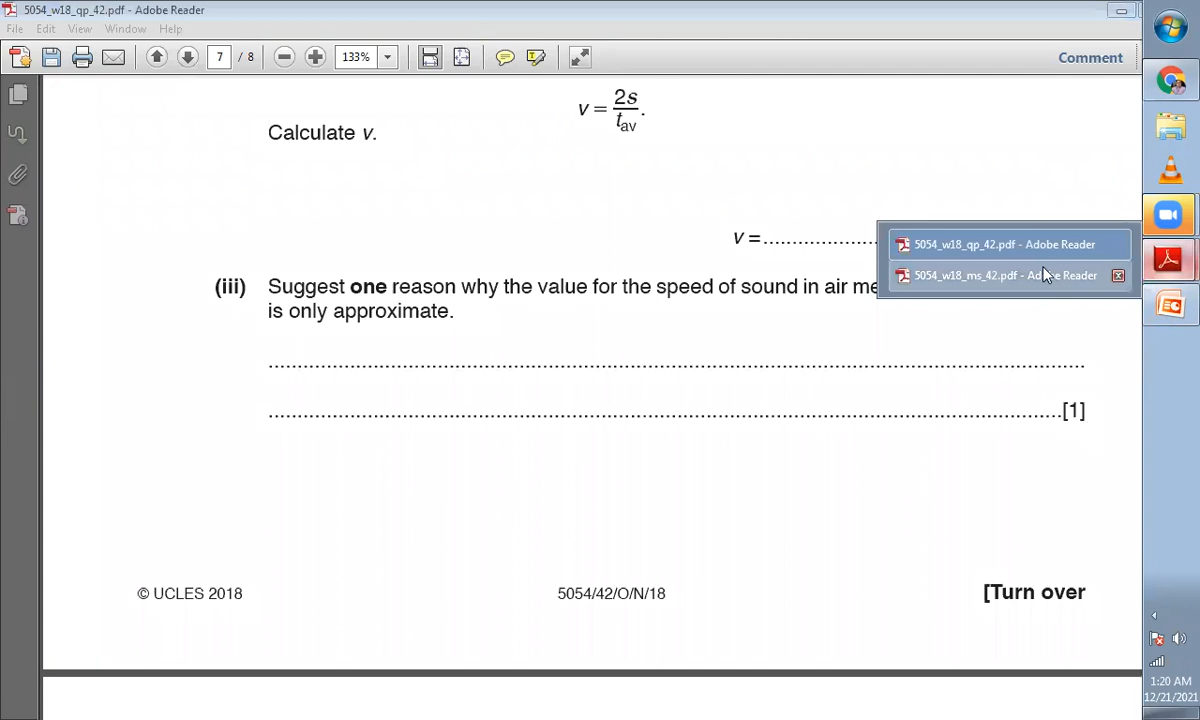 5054_w18_qp_42.pdf - Adobe Reader
File Edit View Window Help
7 / 8 133% Comment
v = 2s / tav.
Calculate v.
v = ....................
5054_w18_qp_42.pdf - Adobe Reader
5054_w18_ms_42.pdf - Adobe Reader
(iii) Suggest one reason why the value for the speed of sound in air me
is only approximate.
................................................................................
................................................................................[1]
© UCLES 2018 5054/42/O/N/18 [Turn over
1:20 AM
12/21/2021